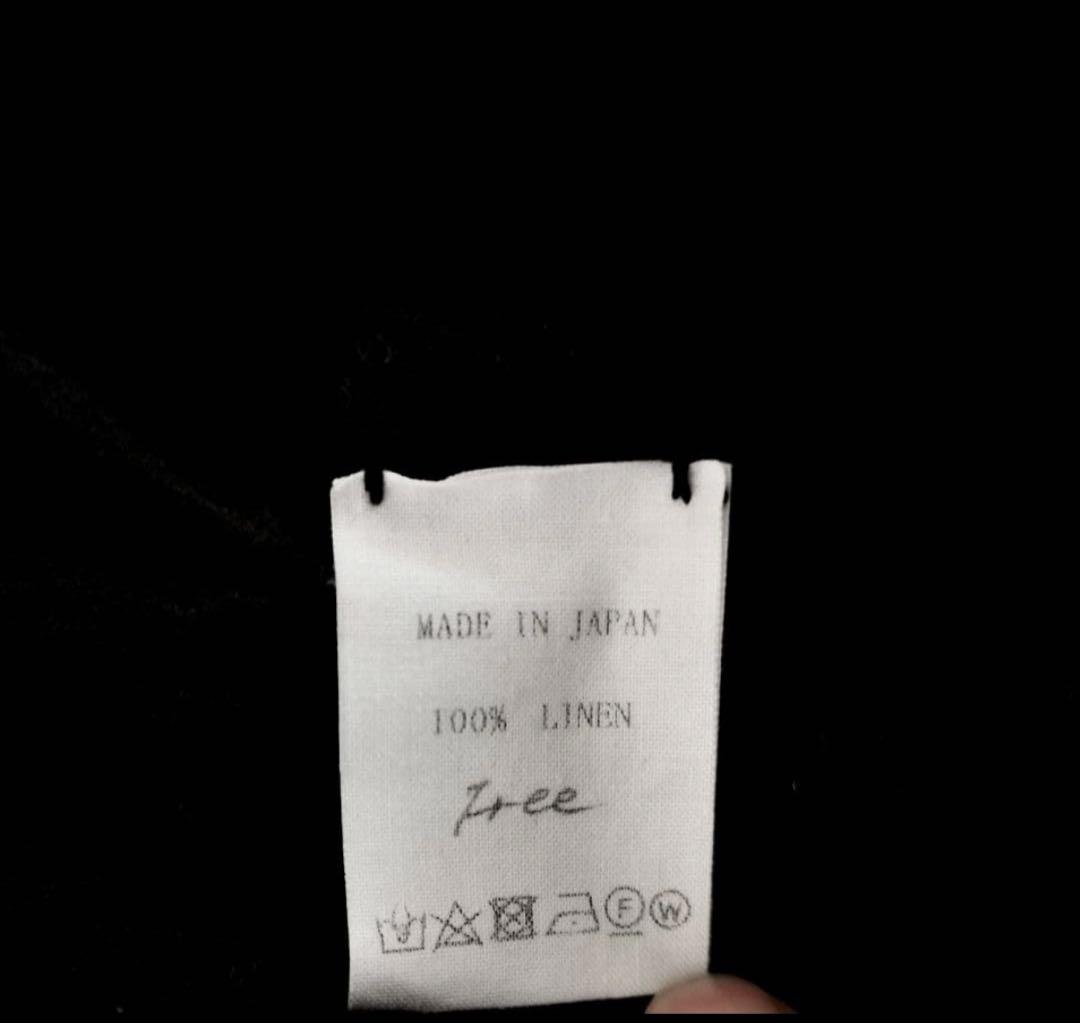 MADE IN JAPAN
100% LINEN
Free
F W